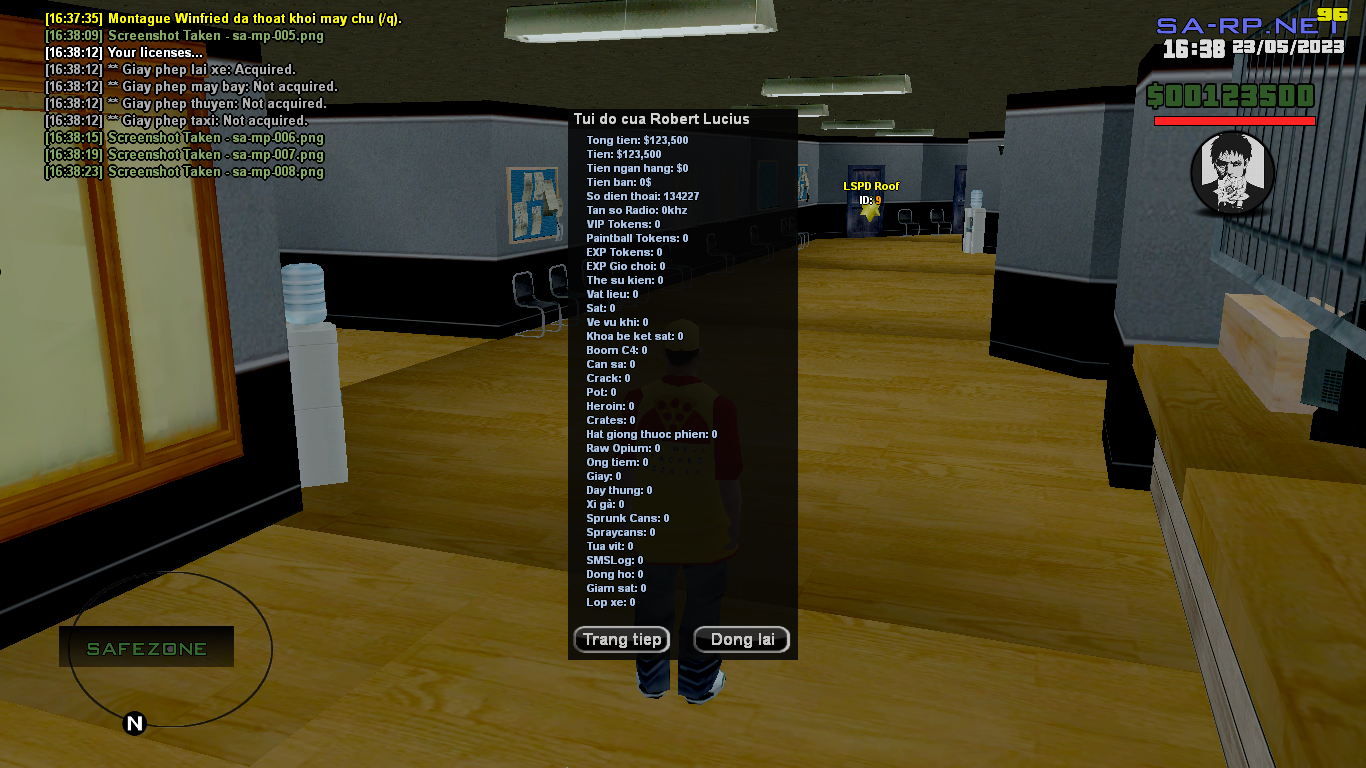 [16:37:35] Montague Winfried da thoat khoi may chu (/q).
[16:38:09] Screenshot Taken - sa-mp-005.png
[16:38:12] Your licenses...
[16:38:12] ** Giay phep lai xe: Acquired.
[16:38:12] ** Giay phep may bay: Not acquired.
[16:38:12] ** Giay phep thuyen: Not acquired.
[16:38:12] ** Giay phep taxi: Not acquired.
[16:38:15] Screenshot Taken - sa-mp-006.png
[16:38:19] Screenshot Taken - sa-mp-007.png
[16:38:23] Screenshot Taken - sa-mp-008.png
96
SA-RP.NET
16:38 23/05/2023
$00123500
Tui do cua Robert Lucius
Tong tien: $123,500
Tien: $123,500
Tien ngan hang: $0
Tien ban: 0$
So dien thoai: 134227
Tan so Radio: 0khz
VIP Tokens: 0
Paintball Tokens: 0
EXP Tokens: 0
EXP Gio choi: 0
The su kien: 0
Vat lieu: 0
Sat: 0
Ve vu khi: 0
Khoa be ket sat: 0
Boom C4: 0
Can sa: 0
Crack: 0
Pot: 0
Heroin: 0
Crates: 0
Hat giong thuoc phien: 0
Raw Opium: 0
Ong tiem: 0
Giay: 0
Day thung: 0
Xì gà: 0
Sprunk Cans: 0
Spraycans: 0
Tua vit: 0
SMSLog: 0
Dong ho: 0
Giam sat: 0
Lop xe: 0
Trang tiep
Dong lai
LSPD Roof
ID: 9
SAFEZONE
N